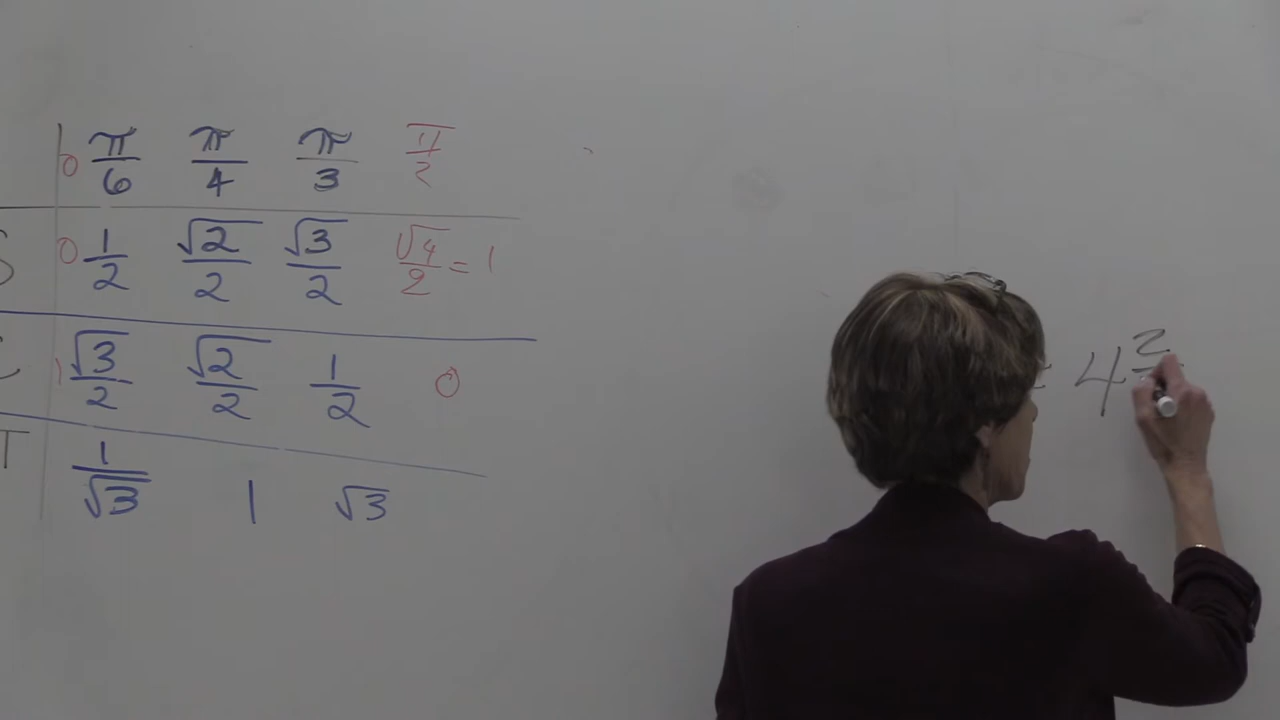 0 π/6 π/4 π/3 π/2
S 0 1/2 √2/2 √3/2 √4/2 = 1
C 1 √3/2 √2/2 1/2 0
T 1/√3 1 √3
= 4 2